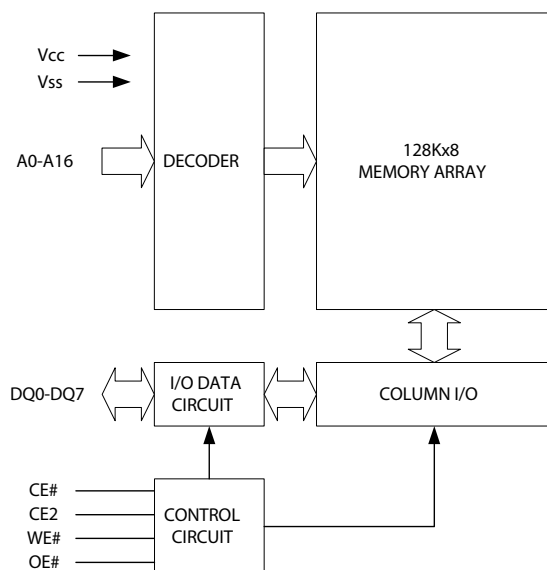 Vcc
Vss
A0-A16
DECODER
128Kx8
MEMORY ARRAY
DQ0-DQ7
I/O DATA
CIRCUIT
COLUMN I/O
CE#
CE2
WE#
OE#
CONTROL
CIRCUIT